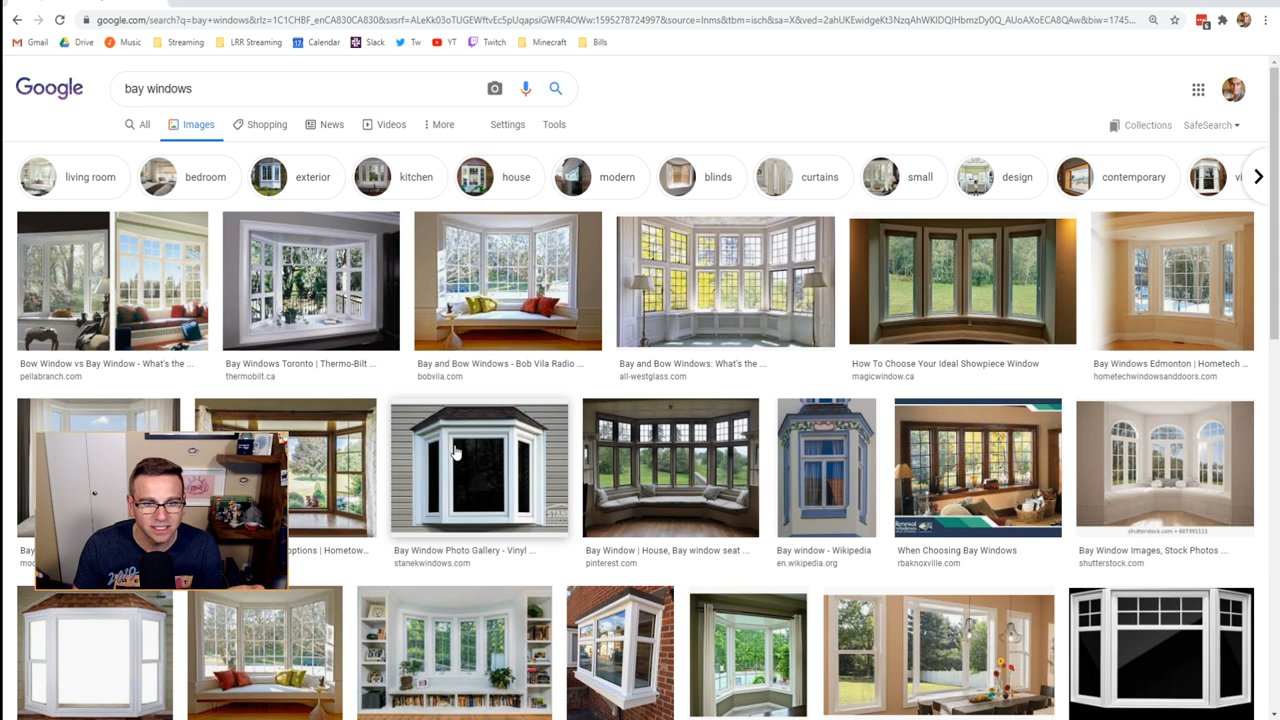 google.com/search?q=bay+windows&rlz=1C1CHBF_enCA830CA830&sxsrf=ALeKk03oTUGEWftvEc5pUqapsiGWFR4OWw:1595278724997&source=lnms&tbm=isch&sa=X&ved=2ahUKEwidgeKt3NzqAhWKIDQIHbmzDy0Q_AUoAXoECA8QAw&biw=1745...
6
Gmail
Drive
Music
Streaming
LRR Streaming
17
Calendar
Slack
Tw
YT
Twitch
Minecraft
Bills
Google
bay windows
All
Images
Shopping
News
Videos
More
Settings
Tools
Collections
SafeSearch
living room
bedroom
exterior
kitchen
house
modern
blinds
curtains
small
design
contemporary
Bow Window vs Bay Window - What's the ...
pellabranch.com
Bay Windows Toronto | Thermo-Bilt ...
thermobilt.ca
Bay and Bow Windows - Bob Vila Radio ...
bobvila.com
Bay and Bow Windows: What's the ...
all-westglass.com
How To Choose Your Ideal Showpiece Window
magicwindow.ca
Bay Windows Edmonton | Hometech ...
hometechwindowsanddoors.com
options | Hometow...
Bay Window Photo Gallery - Vinyl ...
stanekwindows.com
Bay Window | House, Bay window seat ...
pinterest.com
Bay window - Wikipedia
en.wikipedia.org
Renewal
When Choosing Bay Windows
rbaknoxville.com
shutterstock.com • 607391111
Bay Window Images, Stock Photos ...
shutterstock.com